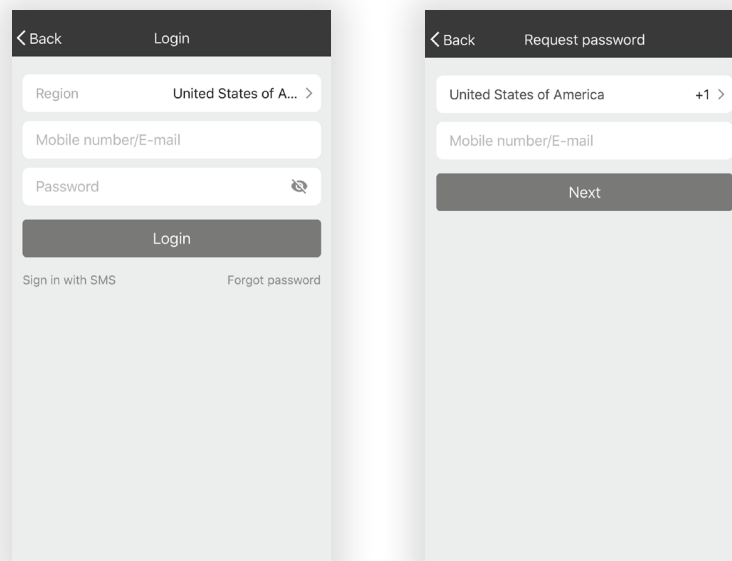 Back
Login
Region
United States of A...
Mobile number/E-mail
Password
Login
Sign in with SMS
Forgot password
Back
Request password
United States of America
+1
Mobile number/E-mail
Next